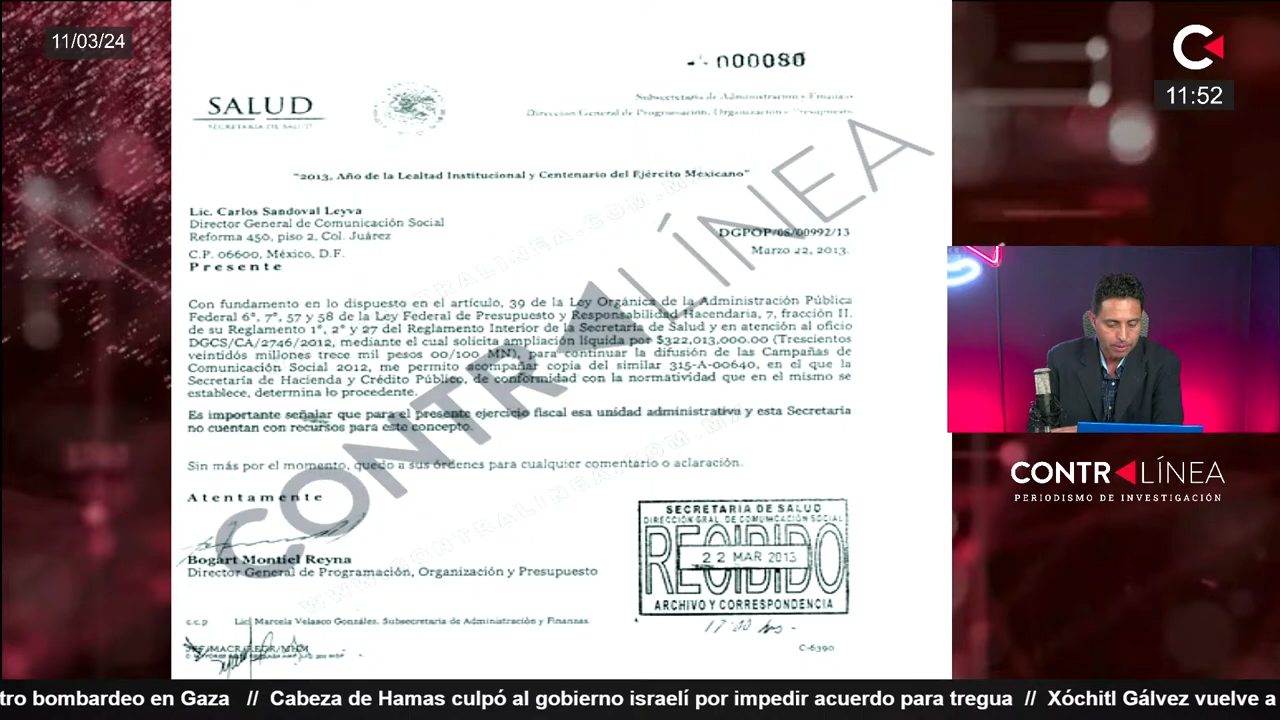 11/03/24
000080
SALUD
SECRETARÍA DE SALUD
Subsecretaría de Administración y Finanzas
Dirección General de Programación, Organización y Presupuesto
"2013, Año de la Lealtad Institucional y Centenario del Ejército Mexicano"
Lic. Carlos Sandoval Leyva
Director General de Comunicación Social
Reforma 450, piso 2, Col. Juárez
C.P. 06600, México, D.F.
Presente
DGPOP/08/00992/13
Marzo 22, 2013.
Con fundamento en lo dispuesto en el artículo, 39 de la Ley Orgánica de la Administración Pública
Federal 6º, 7º, 57 y 58 de la Ley Federal de Presupuesto y Responsabilidad Hacendaria, 7, fracción II.
de su Reglamento 1º, 2º y 27 del Reglamento Interior de la Secretaría de Salud y en atención al oficio
DGCS/CA/2746/2012, mediante el cual solicita ampliación líquida por $322,013,000.00 (Trescientos
veintidós millones trece mil pesos 00/100 MN), para continuar la difusión de las Campañas de
Comunicación Social 2012, me permito acompañar copia del similar 315-A-00640, en el que la
Secretaría de Hacienda y Crédito Público, de conformidad con la normatividad que en el mismo se
establece, determina lo procedente.
Es importante señalar que para el presente ejercicio fiscal esa unidad administrativa y esta Secretaría
no cuentan con recursos para este concepto.
Sin más por el momento, quedo a sus órdenes para cualquier comentario o aclaración.
Atentamente
Bogart Montiel Reyna
Director General de Programación, Organización y Presupuesto
SECRETARIA DE SALUD
DIRECCIÓN GRAL. DE COMUNICACIÓN SOCIAL
RECIBIDO
22 MAR 2013
ARCHIVO Y CORRESPONDENCIA
c.c.p Lic. Marcela Velasco González. Subsecretaria de Administración y Finanzas.
C-6390
CONTRALÍNEA
WWW.CONTRALINEA.COM.MX
11:52
CONTRALÍNEA
PERIODISMO DE INVESTIGACIÓN
tro bombardeo en Gaza // Cabeza de Hamas culpó al gobierno israelí por impedir acuerdo para tregua // Xóchitl Gálvez vuelve a